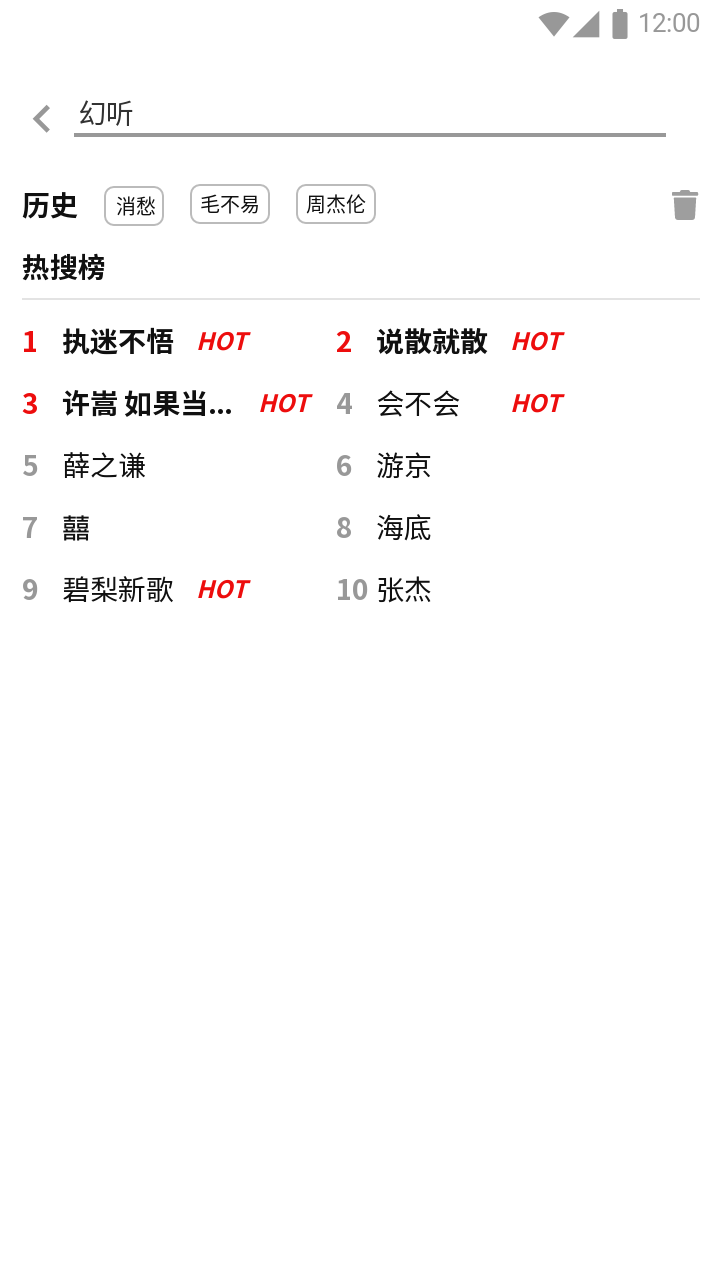 12:00
幻听
历史 消愁 毛不易 周杰伦
热搜榜
1 执迷不悟 HOT 2 说散就散 HOT
3 许嵩 如果当... HOT 4 会不会 HOT
5 薛之谦 6 游京
7 囍 8 海底
9 碧梨新歌 HOT 10 张杰